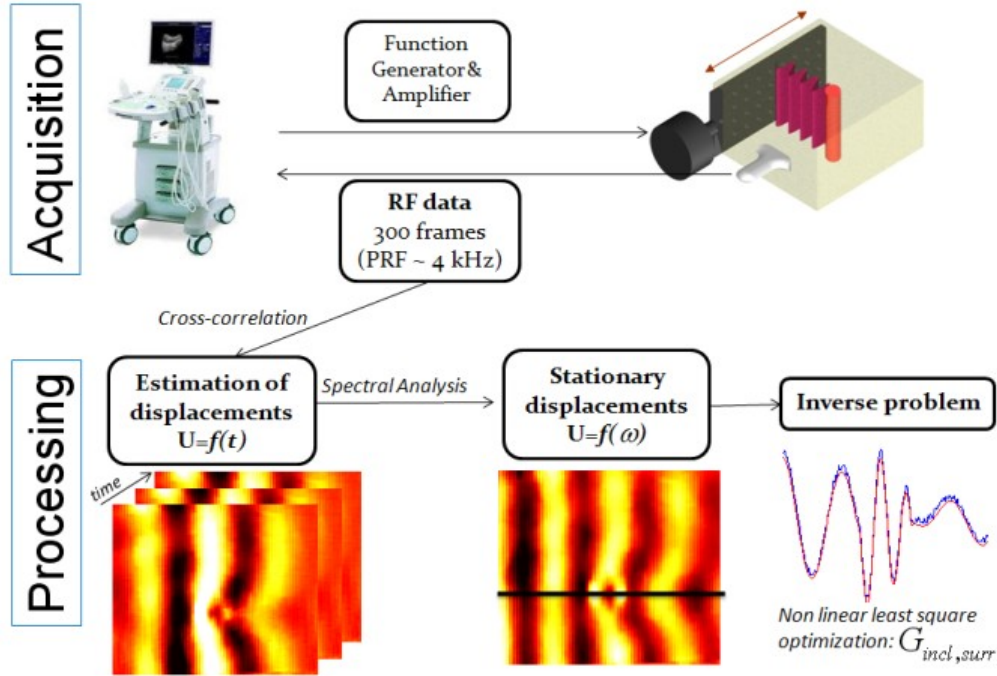 Acquisition
Function
Generator &
Amplifier
RF data
300 frames
(PRF ~ 4 kHz)
Cross-correlation
Processing
Estimation of
displacements
U=f(t)
Spectral Analysis
Stationary
displacements
U=f(ω)
Inverse problem
time
Non linear least square
optimization: G incl,surr